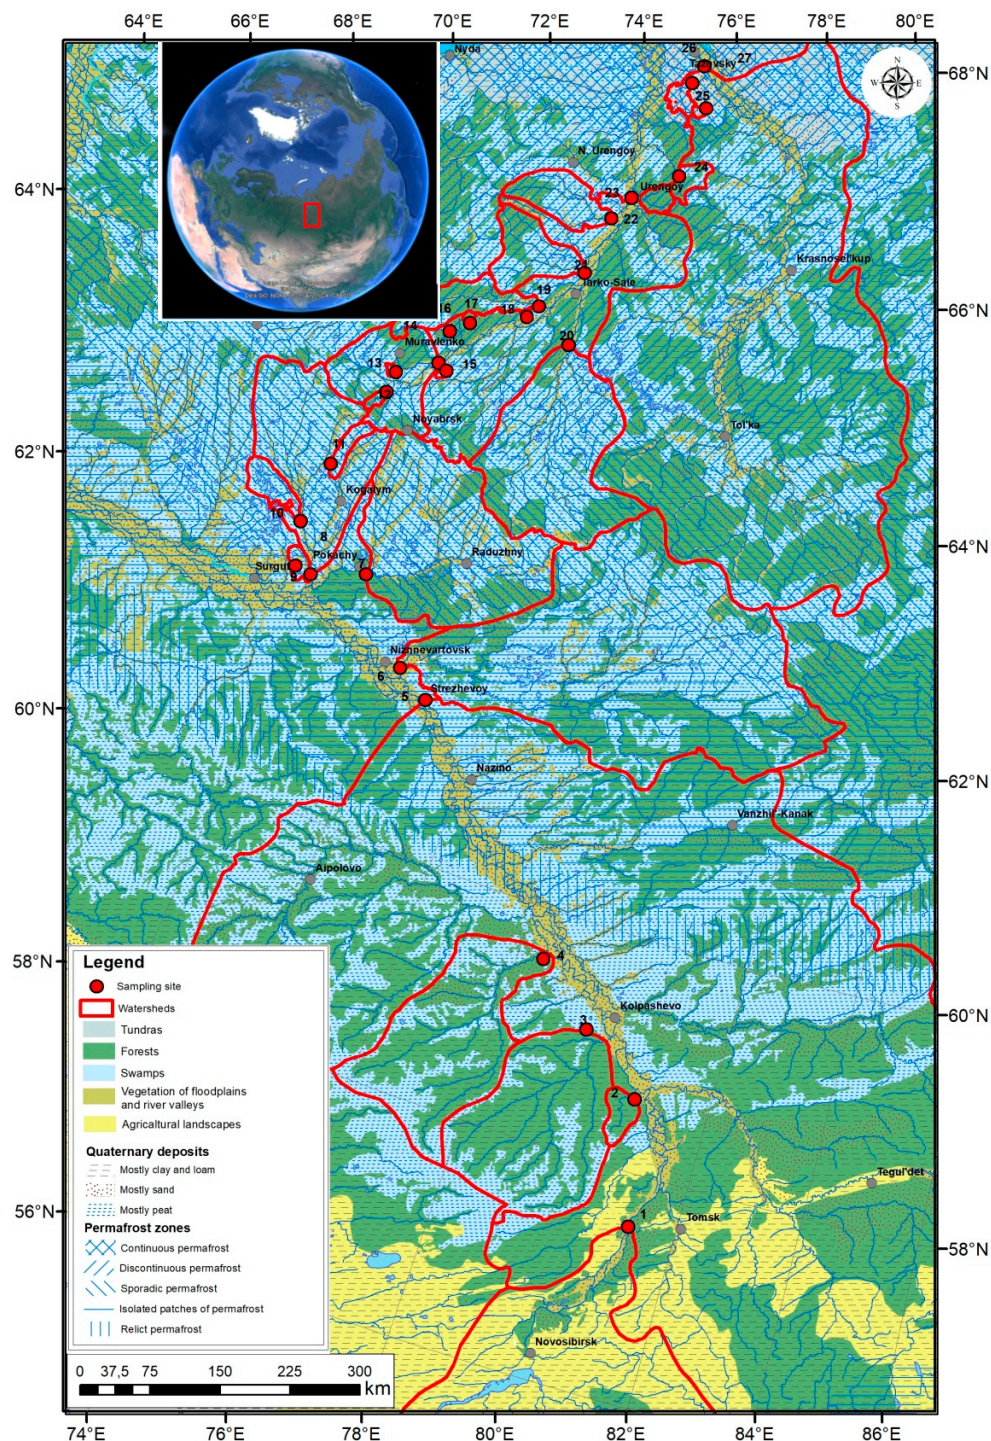 64°E 66°E 68°E 70°E 72°E 74°E 76°E 78°E 80°E
Nyda
26
27
Tazovsky
68°N
N
W E
S
25
N. Urengoy
24
64°N
23
Urengoy
22
21
Krasnosel'kup
Tarko-Sale
19
16
17
18
66°N
14
Muravlenko
20
13
15
12
Noyabrsk
Tol'ka
62°N
11
Kogalym
10
8
64°N
Pokachy
7
Raduzhny
Surgut
9
Nizhnevartovsk
6
5
Strezhevoy
60°N
Nazino
62°N
Vanzhil'-Kanak
Aipolovo
58°N
4
Kolpashevo
60°N
3
2
Tegul'det
56°N
1
Tomsk
58°N
Novosibirsk
Legend
Sampling site
Watersheds
Tundras
Forests
Swamps
Vegetation of floodplains
and river valleys
Agricaltural landscapes
Quaternary deposits
Mostly clay and loam
Mostly sand
Mostly peat
Permafrost zones
Continuous permafrost
Discontinuous permafrost
Sporadic permafrost
Isolated patches of permafrost
Relict permafrost
0 37,5 75 150 225 300
km
74°E 76°E 78°E 80°E 82°E 84°E 86°E